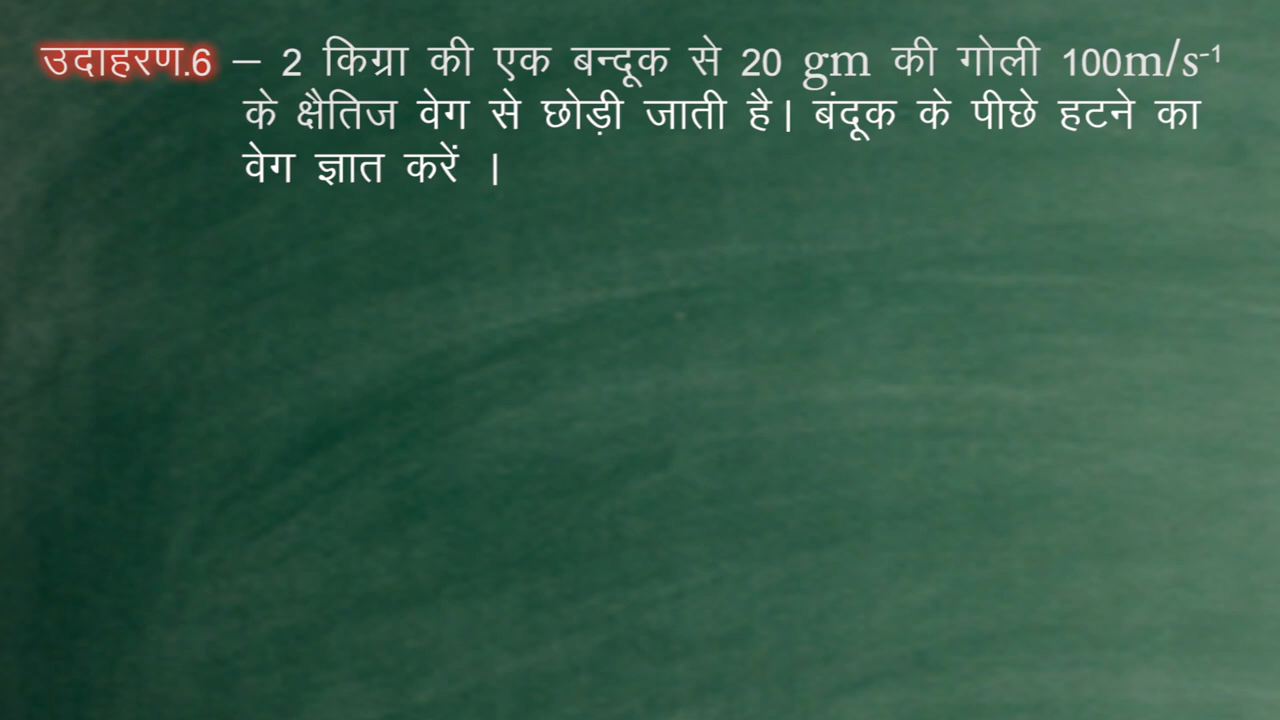 उदाहरण.6 – 2 किग्रा की एक बन्दूक से 20 gm की गोली 100m/s⁻¹
के क्षैतिज वेग से छोड़ी जाती है। बंदूक के पीछे हटने का
वेग ज्ञात करें ।